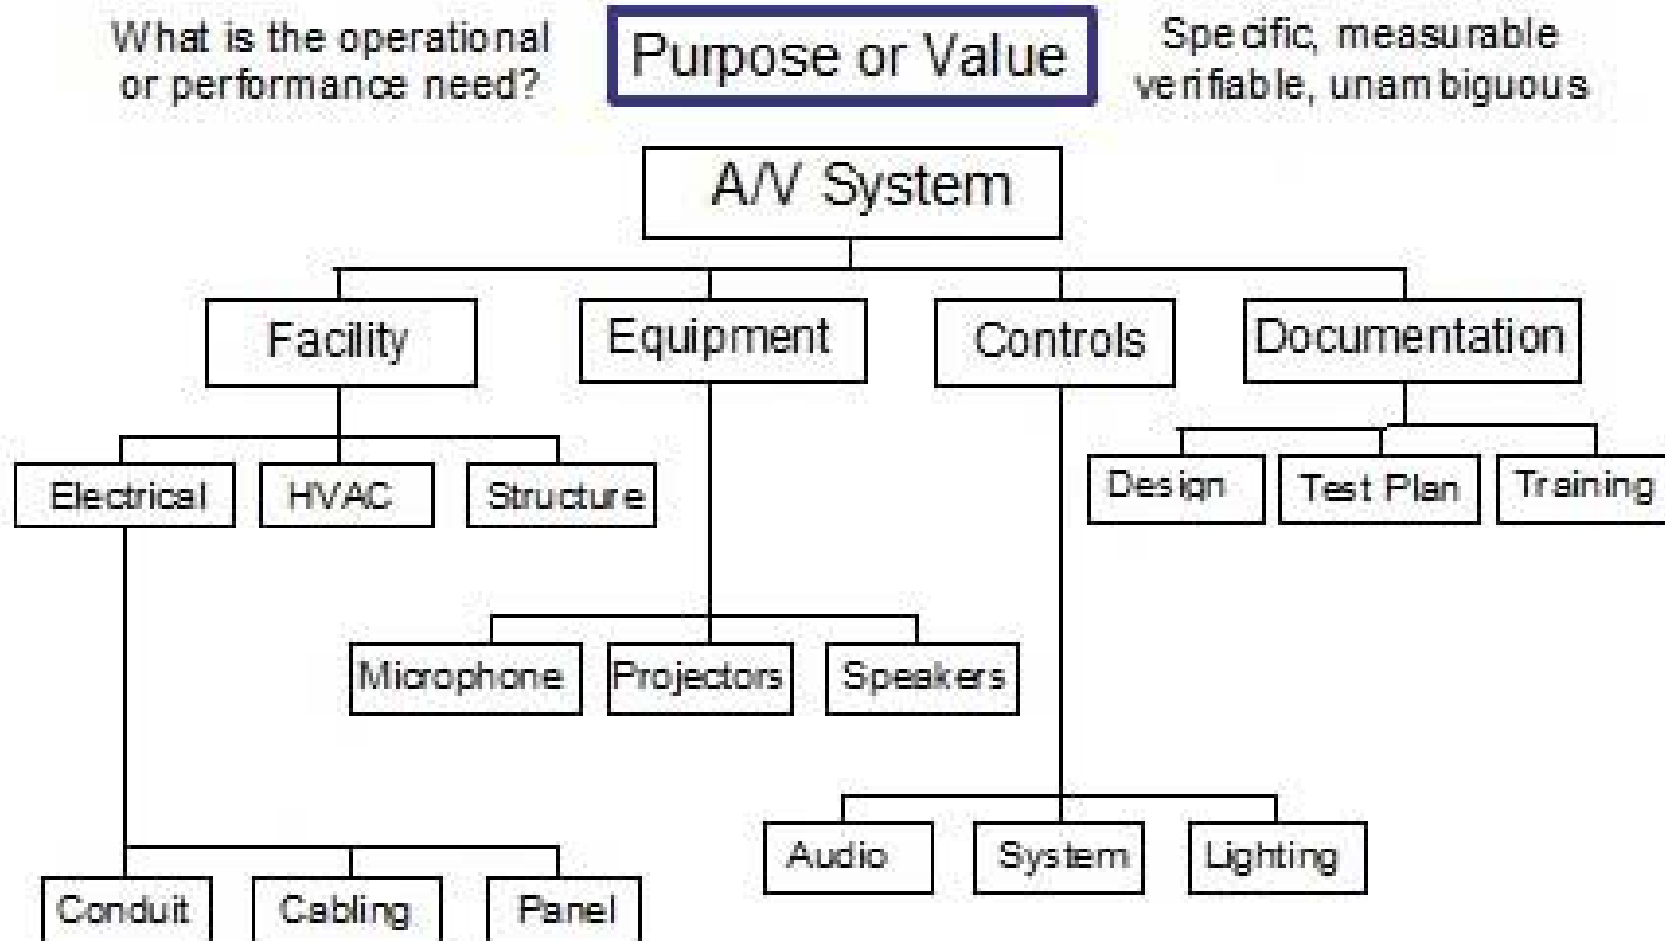 What is the operational
or performance need?
Purpose or Value
Specific, measurable
verifiable, unambiguous
A/V System
Facility
Equipment
Controls
Documentation
Electrical
HVAC
Structure
Design
Test Plan
Training
Microphone
Projectors
Speakers
Audio
System
Lighting
Conduit
Cabling
Panel